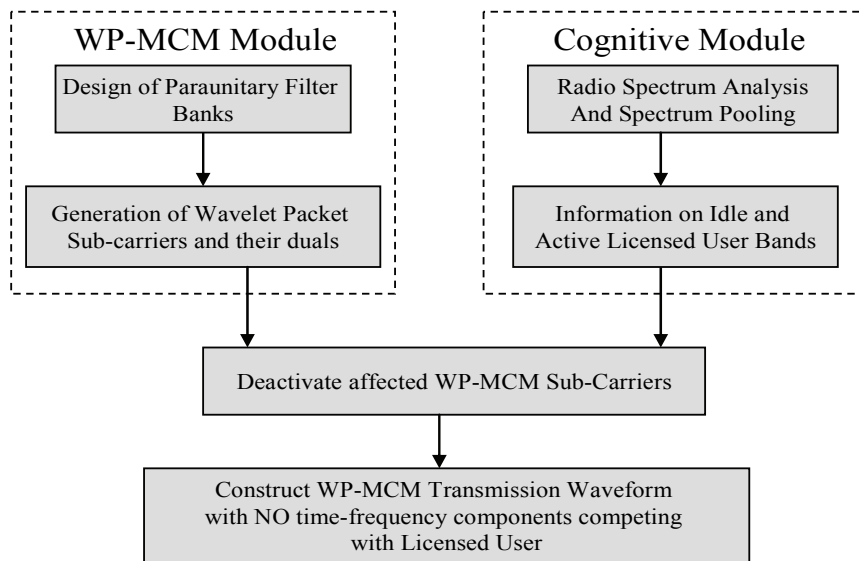 WP-MCM Module
Design of Paraunitary Filter
Banks
Generation of Wavelet Packet
Sub-carriers and their duals
Cognitive Module
Radio Spectrum Analysis
And Spectrum Pooling
Information on Idle and
Active Licensed User Bands
Deactivate affected WP-MCM Sub-Carriers
Construct WP-MCM Transmission Waveform
with NO time-frequency components competing
with Licensed User